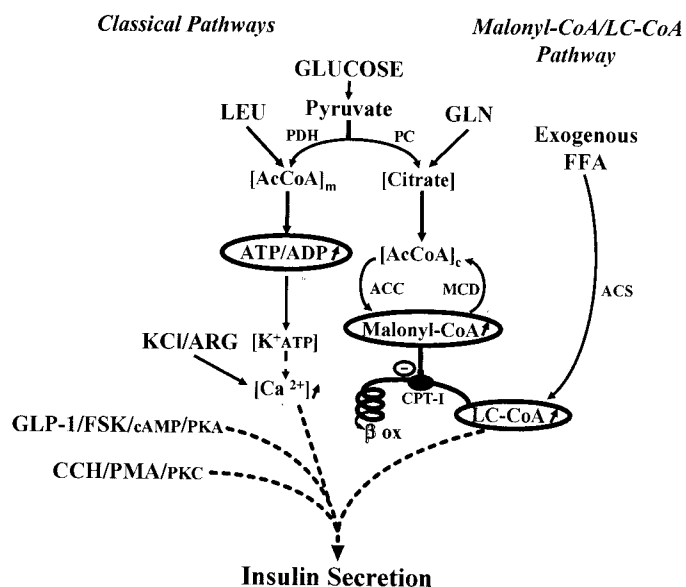 Classical Pathways
Malonyl-CoA/LC-CoA
Pathway
GLUCOSE
Pyruvate
LEU
GLN
PDH
PC
Exogenous
FFA
[AcCoA]m
[Citrate]
ATP/ADP
[AcCoA]c
ACC
MCD
ACS
KCl/ARG
[K+ATP]
Malonyl-CoA
[Ca 2+]
CPT-I
β ox
LC-CoA
GLP-1/FSK/cAMP/PKA
CCH/PMA/PKC
Insulin Secretion